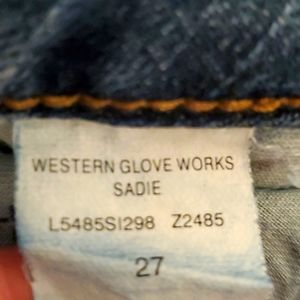 WESTERN GLOVE WORKS
SADIE
L5485SI298 Z2485
27